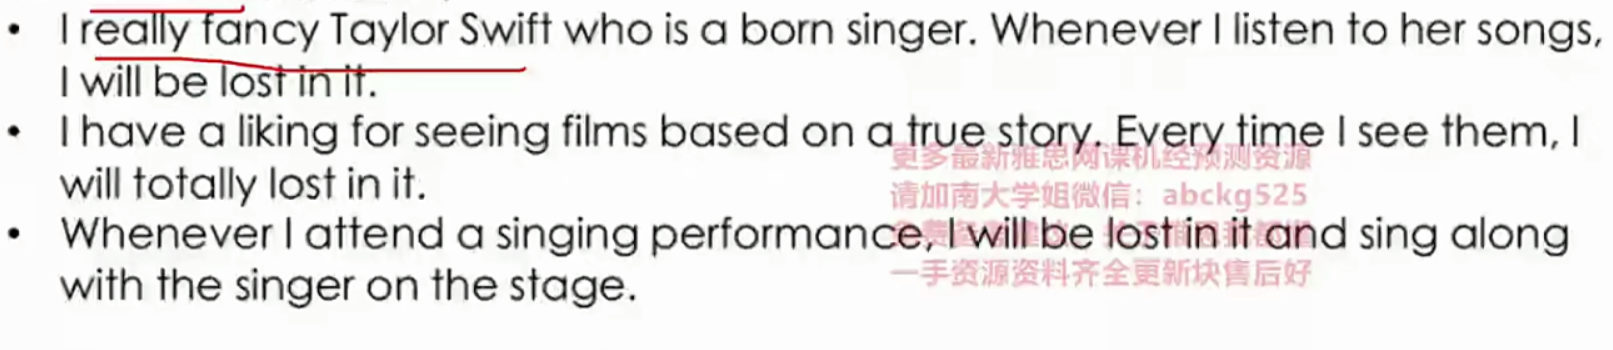 • I really fancy Taylor Swift who is a born singer. Whenever I listen to her songs,
I will be lost in it.
• I have a liking for seeing films based on a true story. Every time I see them, I
更多最新雅思网课机经预测资源
will totally lost in it.
请加南大学姐微信：abckg525
• Whenever I attend a singing performance, I will be lost in it and sing along
with the singer on the stage.
一手资源资料齐全更新块售后好